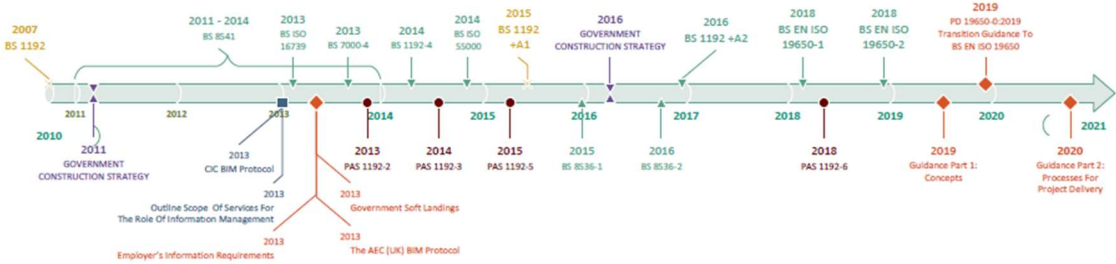 2007
BS 1192
2011 - 2014
BS 8541
2013
BS ISO
16739
2013
BS 7000-4
2014
BS 1192-4
2014
BS ISO
55000
2015
BS 1192
+A1
2016
GOVERNMENT
CONSTRUCTION STRATEGY
2016
BS 1192 +A2
2018
BS EN ISO
19650-1
2018
BS EN ISO
19650-2
2019
PD 19650-0:2019
Transition Guidance To
BS EN ISO 19650
2010
2011
2012
2013
2014
2015
2016
2017
2018
2019
2020
2021
2011
GOVERNMENT
CONSTRUCTION STRATEGY
2013
CIC BIM Protocol
2013
Outline Scope Of Services For
The Role Of Information Management
2013
Employer's Information Requirements
2013
Government Soft Landings
2013
The AEC (UK) BIM Protocol
2013
PAS 1192-2
2014
PAS 1192-3
2015
PAS 1192-5
2015
BS 8536-1
2016
BS 8536-2
2018
PAS 1192-6
2019
Guidance Part 1:
Concepts
2020
Guidance Part 2:
Processes For
Project Delivery